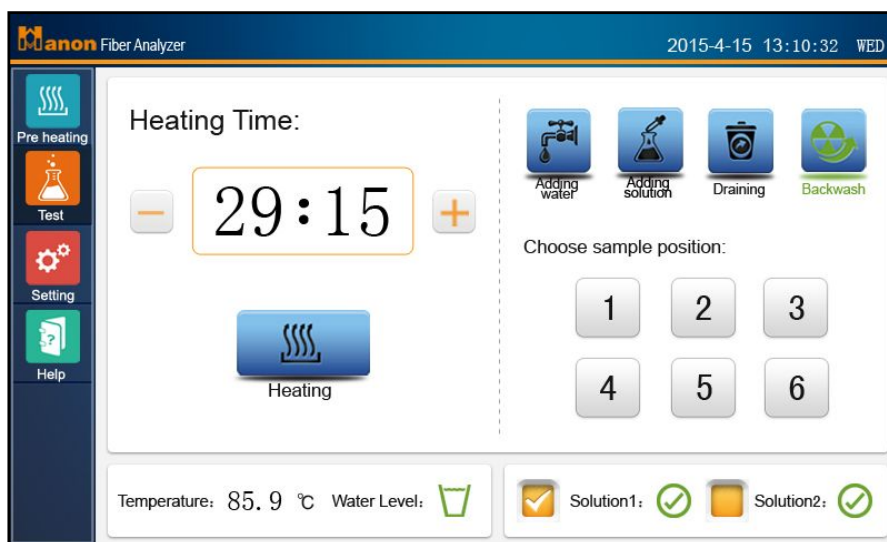 Hanon Fiber Analyzer
2015-4-15 13:10:32 WED
Pre heating
Test
Setting
Help
Heating Time:
29:15
Heating
Adding
water
Adding
solution
Draining
Backwash
Choose sample position:
1 2 3
4 5 6
Temperature: 85.9 ℃ Water Level:
Solution1: Solution2: